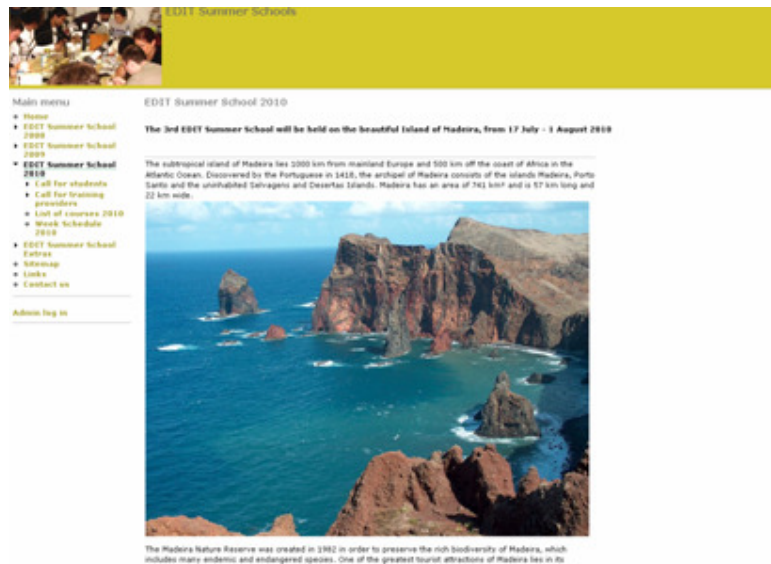 EDIT Summer Schools
Main menu
Home
EDIT Summer School
2008
EDIT Summer School
2009
EDIT Summer School
2010
Call for students
Call for training
providers
List of courses 2010
Week Schedule
2010
EDIT Summer School
Extras
Sitemap
Links
Contact us
Admin log in
EDIT Summer School 2010
The 3rd EDIT Summer School will be held on the beautiful Island of Madeira, from 17 July - 1 August 2010
The subtropical island of Madeira lies 1000 km from mainland Europe and 500 km off the coast of Africa in the
Atlantic Ocean. Discovered by the Portuguese in 1418, the archipel of Madeira consists of the islands Madeira, Porto
Santo and the uninhabited Selvagens and Desertas Islands. Madeira has an area of 741 km² and is 57 km long and
22 km wide.
The Madeira Nature Reserve was created in 1982 in order to preserve the rich biodiversity of Madeira, which
includes many endemic and endangered species. One of the greatest tourist attractions of Madeira lies in its